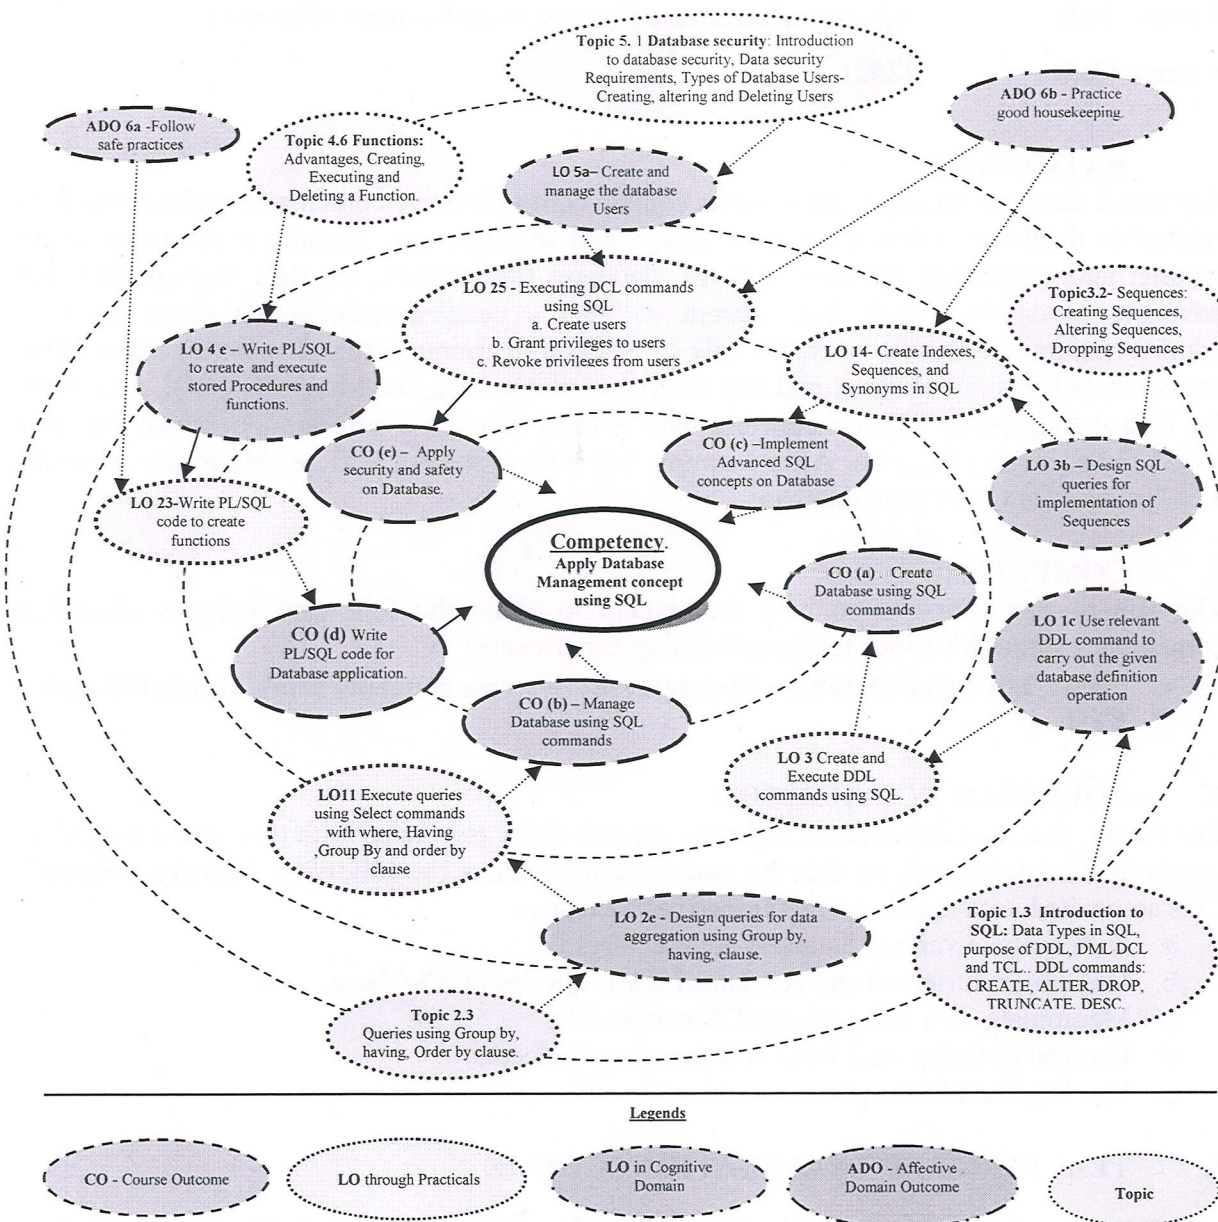 Topic 5. 1 Database security: Introduction
to database security, Data security
Requirements, Types of Database Users-
Creating, altering and Deleting Users
ADO 6b - Practice
good housekeeping.
ADO 6a -Follow
safe practices
Topic 4.6 Functions:
Advantages, Creating,
Executing and
Deleting a Function.
LO 5a– Create and
manage the database
Users
LO 25 - Executing DCL commands
using SQL
a. Create users
b. Grant privileges to users
c. Revoke privileges from users
Topic3.2- Sequences:
Creating Sequences,
Altering Sequences,
Dropping Sequences
LO 4 e – Write PL/SQL
to create and execute
stored Procedures and
functions.
LO 14- Create Indexes,
Sequences, and
Synonyms in SQL
CO (e) – Apply
security and safety
on Database.
CO (c) –Implement
Advanced SQL
concepts on Database
LO 3b – Design SQL
queries for
implementation of
Sequences
LO 23-Write PL/SQL
code to create
functions
Competency.
Apply Database
Management concept
using SQL
CO (a) . Create
Database using SQL
commands
CO (d) Write
PL/SQL code for
Database application.
LO 1c Use relevant
DDL command to
carry out the given
database definition
operation
CO (b) – Manage
Database using SQL
commands
LO 3 Create and
Execute DDL
commands using SQL.
LO11 Execute queries
using Select commands
with where, Having
,Group By and order by
clause
LO 2e - Design queries for data
aggregation using Group by,
having, clause.
Topic 1.3 Introduction to
SQL: Data Types in SQL,
purpose of DDL, DML DCL
and TCL.. DDL commands:
CREATE, ALTER, DROP,
TRUNCATE, DESC.
Topic 2.3
Queries using Group by,
having, Order by clause.
Legends
CO - Course Outcome
LO through Practicals
LO in Cognitive
Domain
ADO - Affective .
Domain Outcome
Topic